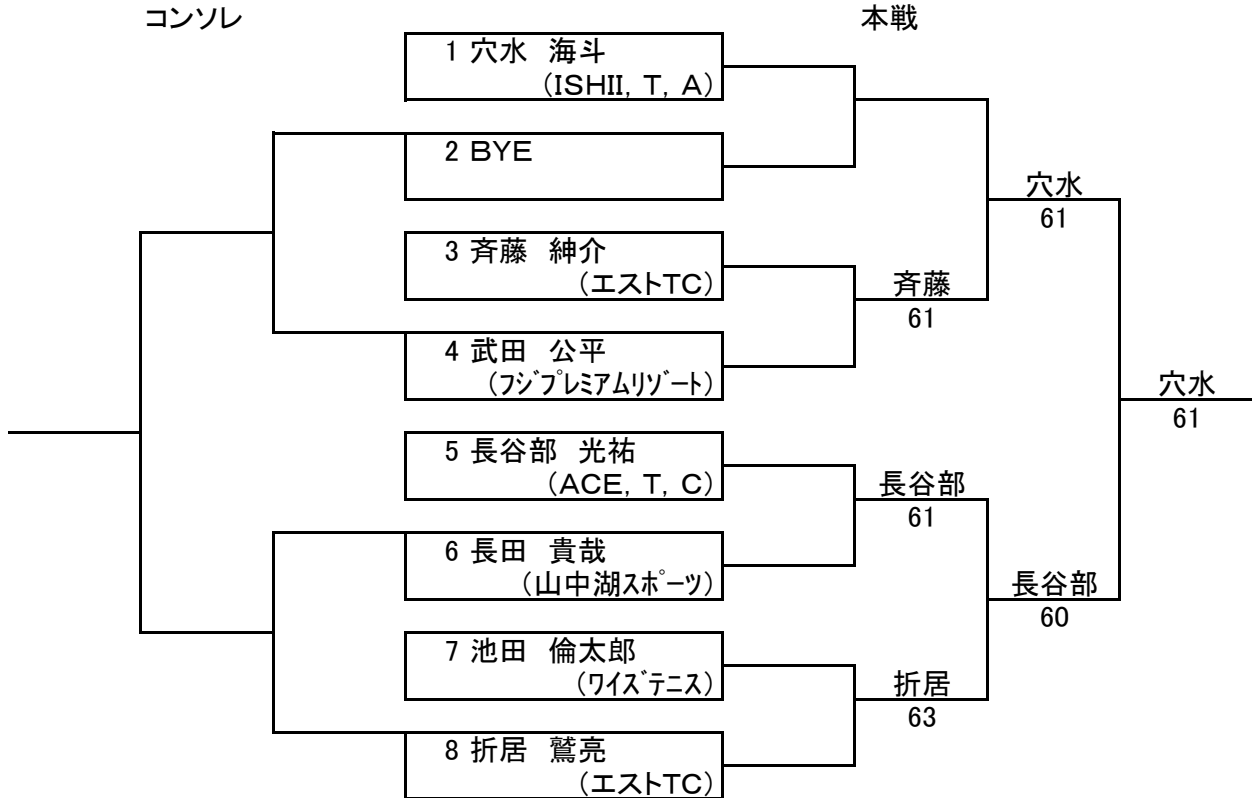 コンソレ 本戦
1 穴水 海斗
(ISHII, T, A)
2 BYE
穴水
61
3 斉藤 紳介
(エストTC)
斉藤
61
4 武田 公平
(フジプレミアムリゾート)
穴水
61
5 長谷部 光祐
(ACE, T, C)
長谷部
61
6 長田 貴哉
(山中湖スポーツ)
長谷部
60
7 池田 倫太郎
(ワイズテニス)
折居
63
8 折居 鷲亮
(エストTC)